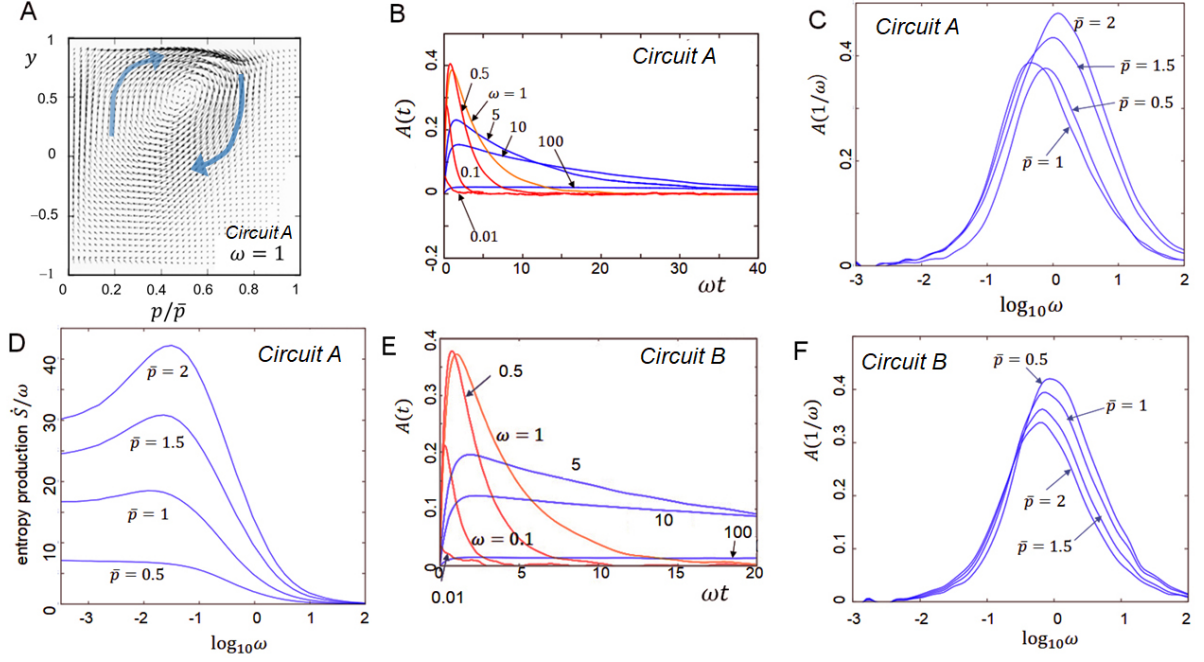 A
y
1
0.5
0
−0.5
−1
0
0.2
0.4
0.6
0.8
1.0
p/p̄
Circuit A
ω = 1
B
A(t)
0.4
0.2
0
-0.2
Circuit A
0.5
ω = 1
5
10
100
0.1
0.01
0
10
20
30
40
ωt
C
A(1/ω)
0.4
0.2
0
Circuit A
p̄ = 2
p̄ = 1.5
p̄ = 0.5
p̄ = 1
-3
-2
-1
0
1
2
log₁₀ω
D
entropy production Ṡ/ω
40
30
20
10
0
Circuit A
p̄ = 2
p̄ = 1.5
p̄ = 1
p̄ = 0.5
-3
-2
-1
0
1
2
log₁₀ω
E
A(t)
0.4
0.3
0.2
0.1
0
Circuit B
0.5
ω = 1
5
10
100
ω = 0.1
0.01
0
5
10
15
20
ωt
F
A(1/ω)
0.4
0.3
0.2
0.1
0
Circuit B
p̄ = 0.5
p̄ = 1
p̄ = 2
p̄ = 1.5
-3
-2
-1
0
1
2
log₁₀ω